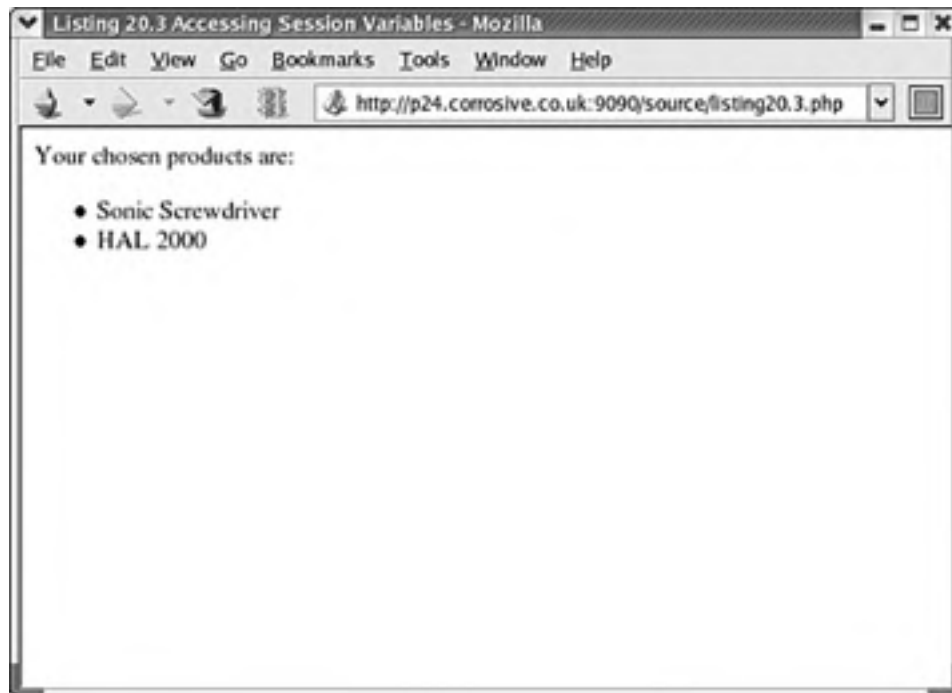 Listing 20.3 Accessing Session Variables - Mozilla
File Edit View Go Bookmarks Tools Window Help
http://p24.corrosive.co.uk:9090/source/listing20.3.php
Your chosen products are:
● Sonic Screwdriver
● HAL 2000